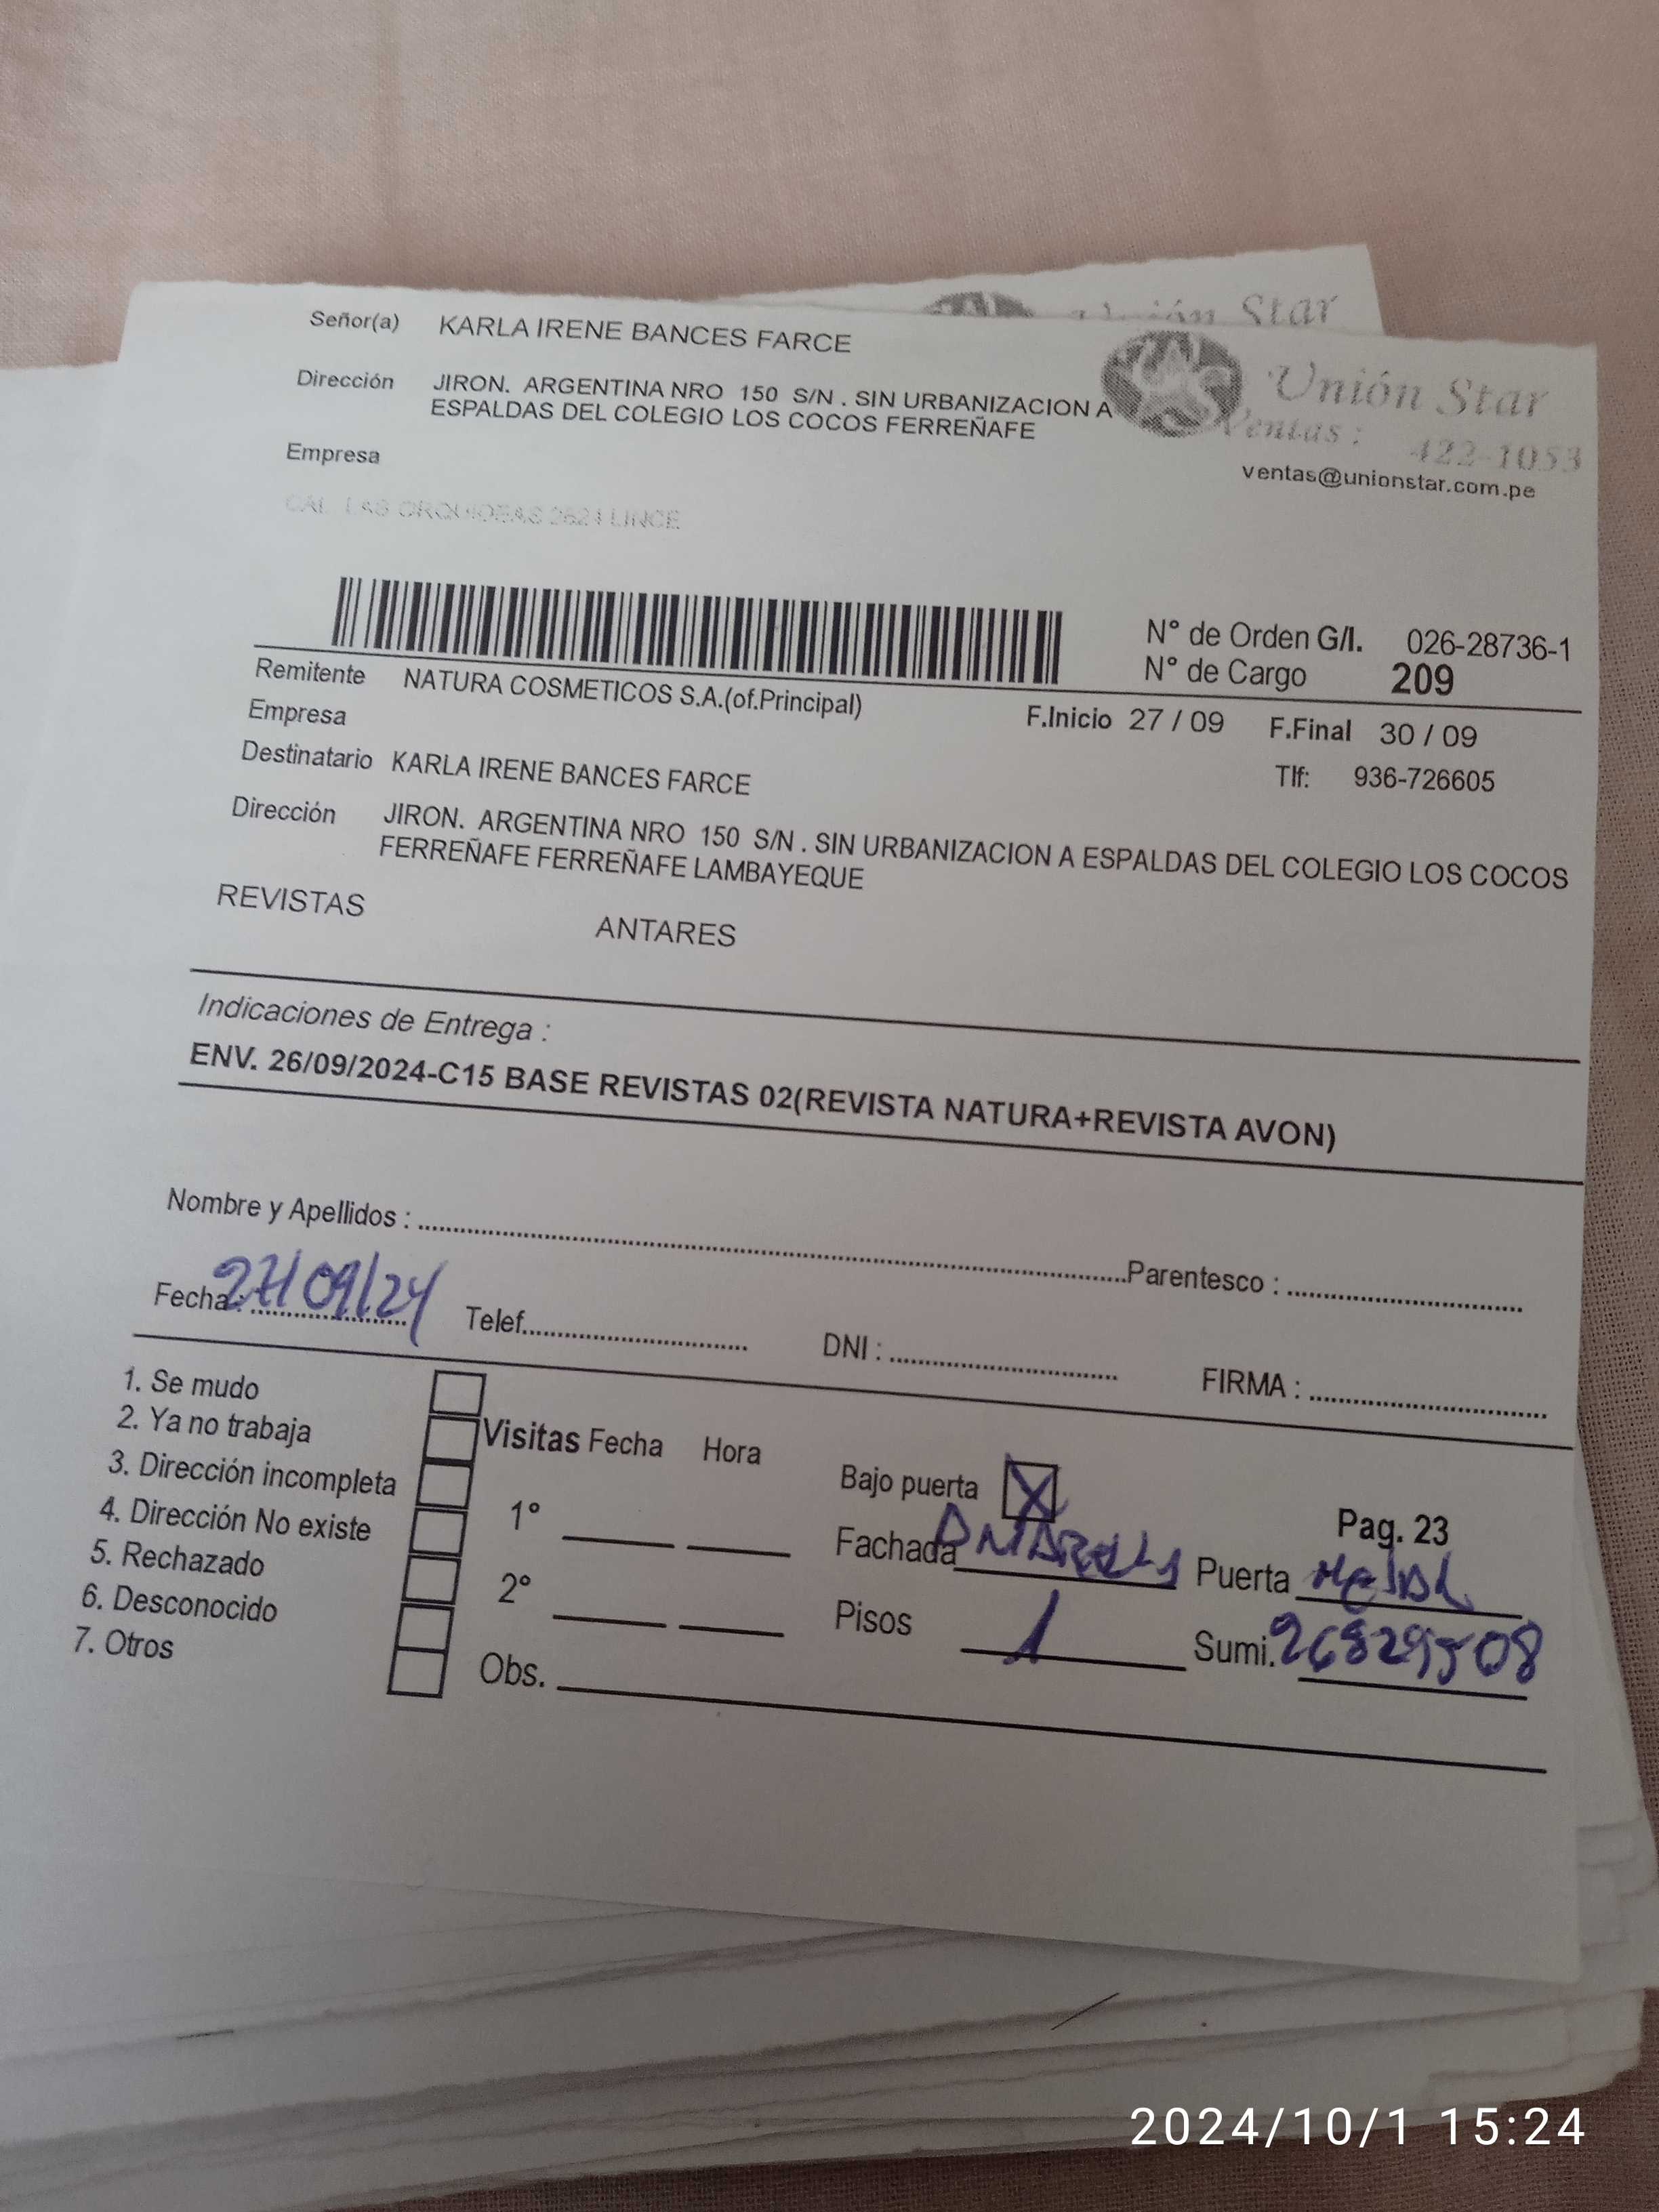 Unión Star
Señor(a) KARLA IRENE BANCES FARCE
Dirección JIRON. ARGENTINA NRO 150 S/N . SIN URBANIZACION A
ESPALDAS DEL COLEGIO LOS COCOS FERREÑAFE
Unión Star
Ventas : 422-1053
ventas@unionstar.com.pe
Empresa
CAL. LAS ORQUIDEAS 2624 LINCE
N° de Orden G/I. 026-28736-1
N° de Cargo 209
Remitente NATURA COSMETICOS S.A.(of.Principal)
Empresa
F.Inicio 27 / 09 F.Final 30 / 09
Destinatario KARLA IRENE BANCES FARCE
Tlf: 936-726605
Dirección JIRON. ARGENTINA NRO 150 S/N . SIN URBANIZACION A ESPALDAS DEL COLEGIO LOS COCOS
FERREÑAFE FERREÑAFE LAMBAYEQUE
REVISTAS ANTARES
Indicaciones de Entrega :
ENV. 26/09/2024-C15 BASE REVISTAS 02(REVISTA NATURA+REVISTA AVON)
Nombre y Apellidos : Parentesco :
Fecha: 27/09/24 Telef. DNI : FIRMA :
1. Se mudo
2. Ya no trabaja
3. Dirección incompleta
4. Dirección No existe
5. Rechazado
6. Desconocido
7. Otros
Visitas Fecha Hora
1°
2°
Obs.
Bajo puerta X
Pag. 23
Fachada Puerta
Pisos 1 Sumi. 26829508
2024/10/1 15:24